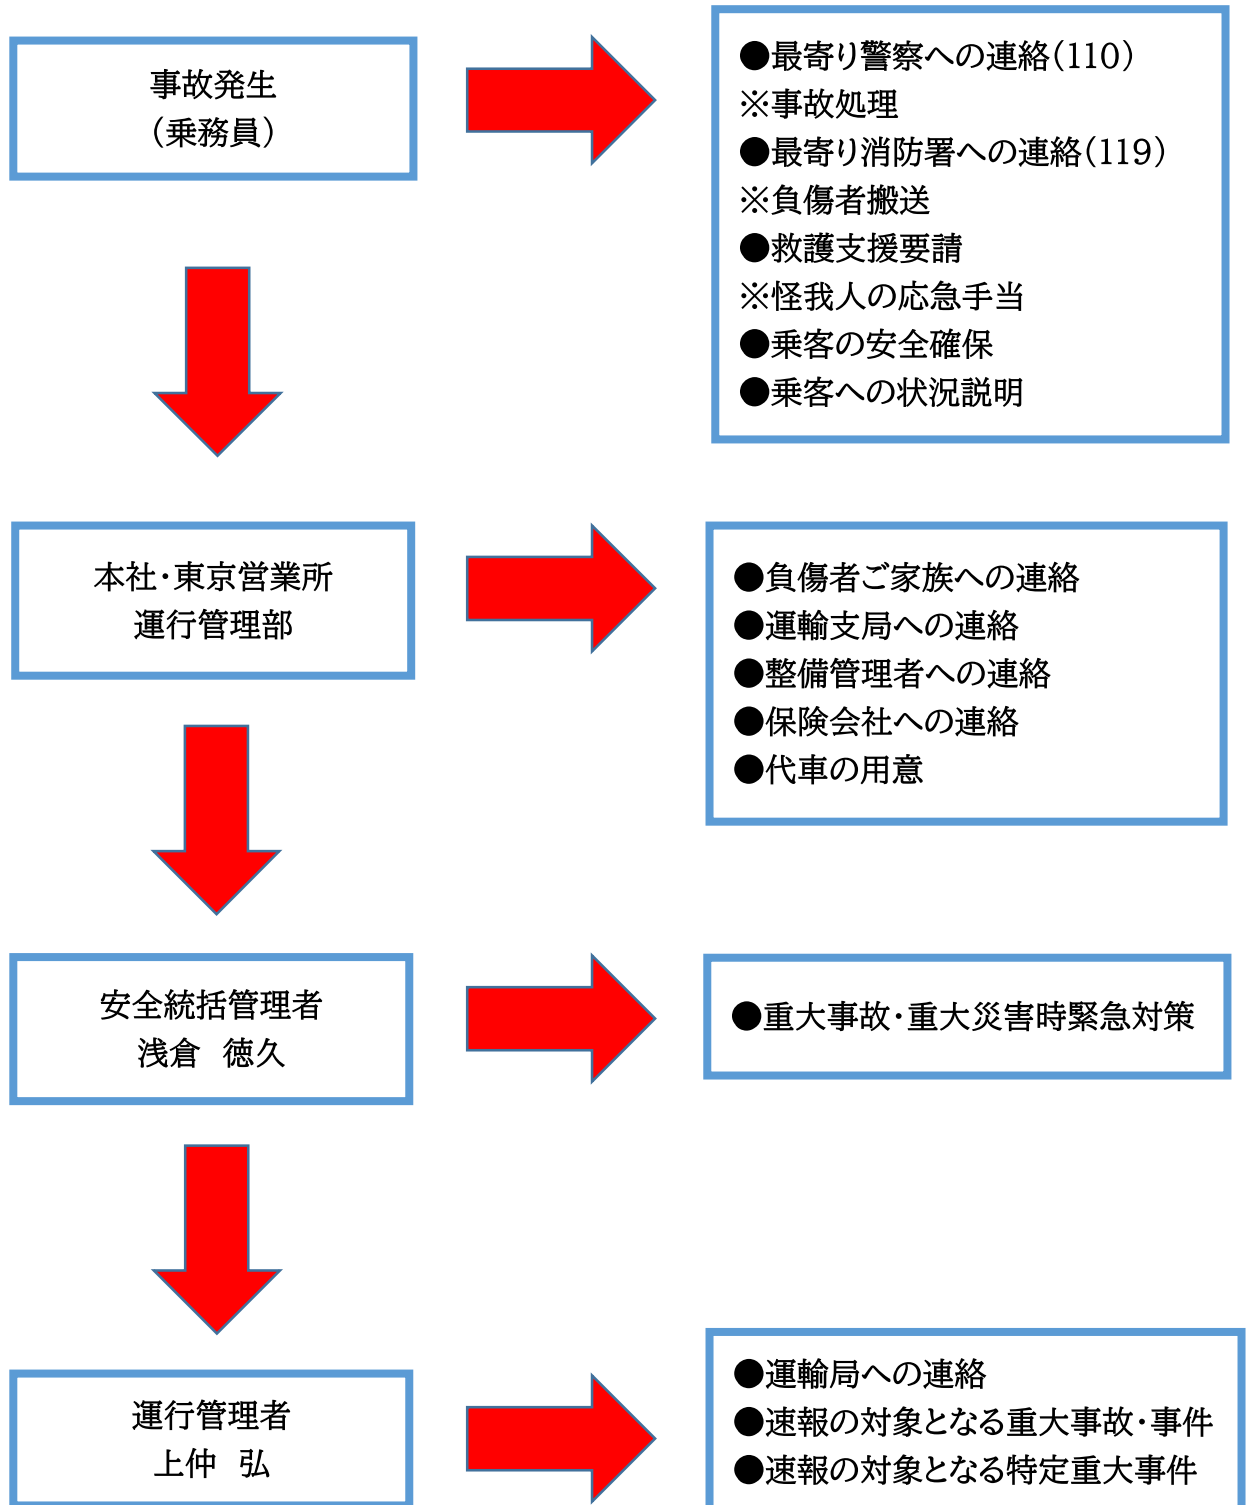 事故発生
(乗務員)
●最寄り警察への連絡(110)
※事故処理
●最寄り消防署への連絡(119)
※負傷者搬送
●救護支援要請
※怪我人の応急手当
●乗客の安全確保
●乗客への状況説明
本社・東京営業所
運行管理部
●負傷者ご家族への連絡
●運輸支局への連絡
●整備管理者への連絡
●保険会社への連絡
●代車の用意
安全統括管理者
浅倉　徳久
●重大事故・重大災害時緊急対策
運行管理者
上仲　弘
●運輸局への連絡
●速報の対象となる重大事故・事件
●速報の対象となる特定重大事件